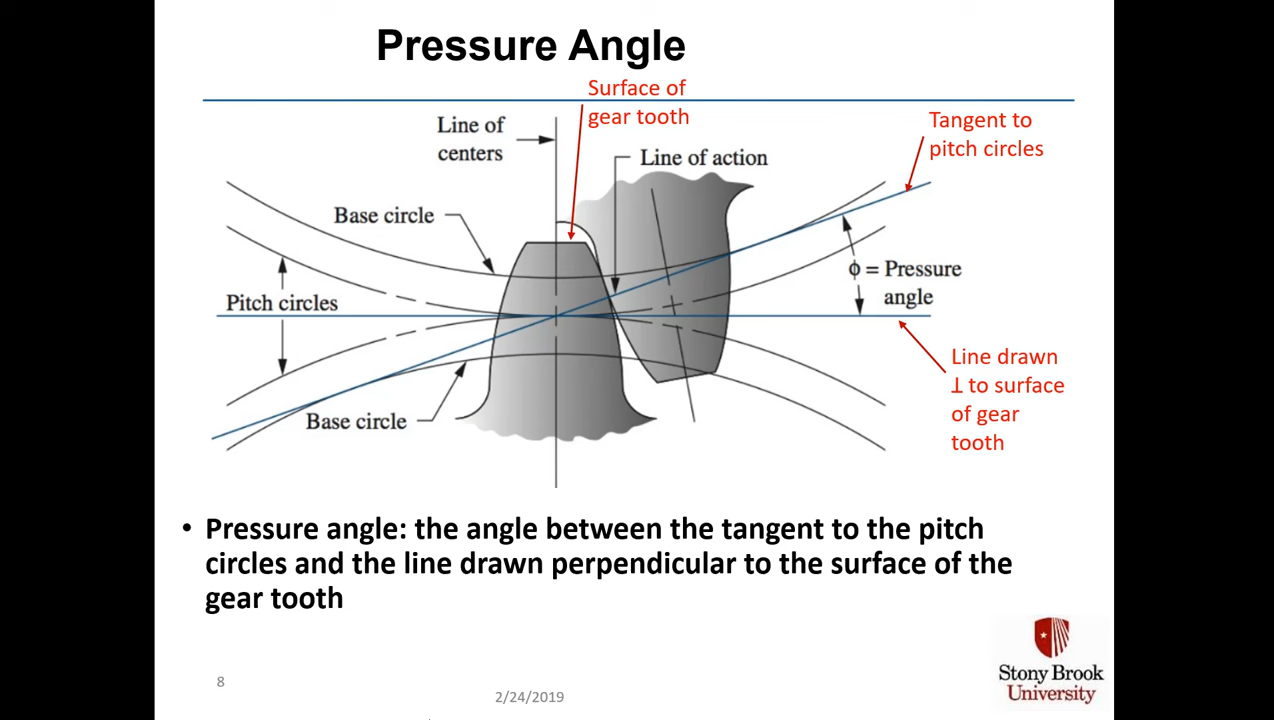 Pressure Angle
Surface of
gear tooth
Line of
centers
Line of action
Tangent to
pitch circles
Base circle
Pitch circles
ϕ = Pressure
angle
Line drawn
⊥ to surface
of gear
tooth
Base circle
• Pressure angle: the angle between the tangent to the pitch
circles and the line drawn perpendicular to the surface of the
gear tooth
8
2/24/2019
Stony Brook
University